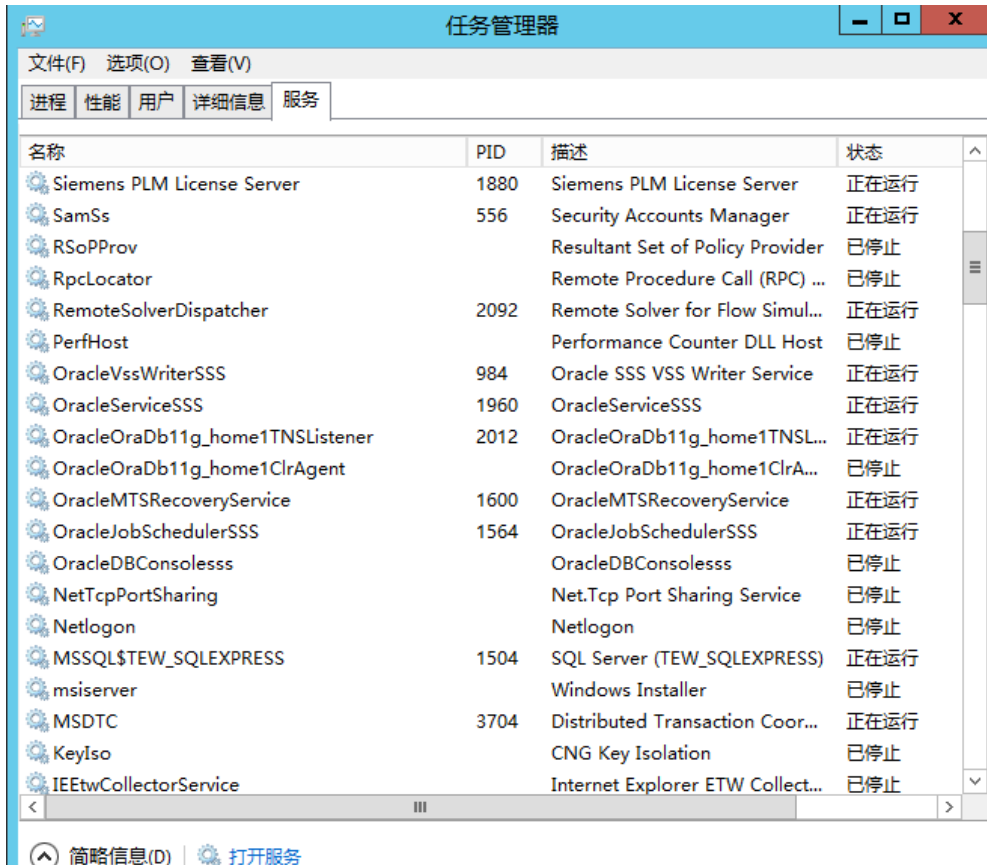 任务管理器
文件(F) 选项(O) 查看(V)
进程 性能 用户 详细信息 服务
名称 PID 描述 状态
Siemens PLM License Server 1880 Siemens PLM License Server 正在运行
SamSs 556 Security Accounts Manager 正在运行
RSoPProv Resultant Set of Policy Provider 已停止
RpcLocator Remote Procedure Call (RPC) ... 已停止
RemoteSolverDispatcher 2092 Remote Solver for Flow Simul... 正在运行
PerfHost Performance Counter DLL Host 已停止
OracleVssWriterSSS 984 Oracle SSS VSS Writer Service 正在运行
OracleServiceSSS 1960 OracleServiceSSS 正在运行
OracleOraDb11g_home1TNSListener 2012 OracleOraDb11g_home1TNSL... 正在运行
OracleOraDb11g_home1ClrAgent OracleOraDb11g_home1ClrA... 已停止
OracleMTSRecoveryService 1600 OracleMTSRecoveryService 正在运行
OracleJobSchedulerSSS 1564 OracleJobSchedulerSSS 正在运行
OracleDBConsolesss OracleDBConsolesss 已停止
NetTcpPortSharing Net.Tcp Port Sharing Service 已停止
Netlogon Netlogon 已停止
MSSQL$TEW_SQLEXPRESS 1504 SQL Server (TEW_SQLEXPRESS) 正在运行
msiserver Windows Installer 已停止
MSDTC 3704 Distributed Transaction Coor... 正在运行
KeyIso CNG Key Isolation 已停止
IEEtwCollectorService Internet Explorer ETW Collect... 已停止
简略信息(D) 打开服务